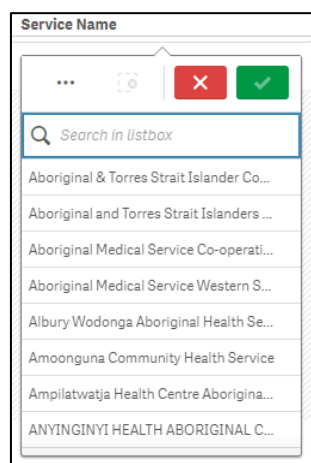 Service Name
...
Search in listbox
Aboriginal & Torres Strait Islander Co...
Aboriginal and Torres Strait Islanders ...
Aboriginal Medical Service Co-operati...
Aboriginal Medical Service Western S...
Albury Wodonga Aboriginal Health Se...
Amoonguna Community Health Service
Ampilatwatja Health Centre Aborigina...
ANYINGINYI HEALTH ABORIGINAL C...